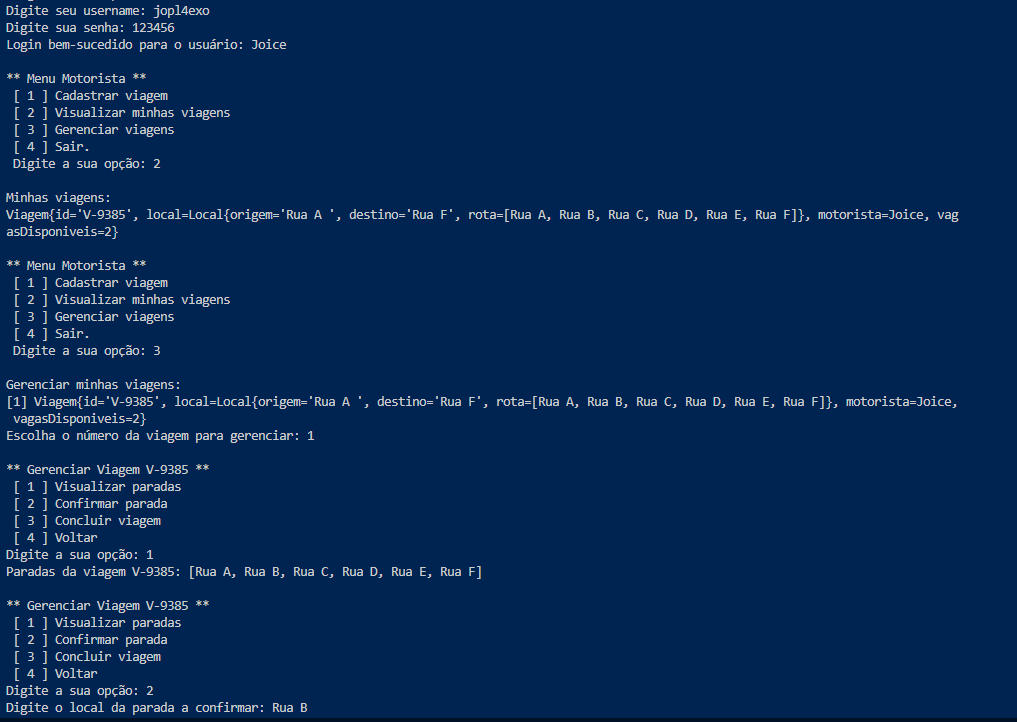 Digite seu username: jopl4exo
Digite sua senha: 123456
Login bem-sucedido para o usuário: Joice
** Menu Motorista **
[ 1 ] Cadastrar viagem
[ 2 ] Visualizar minhas viagens
[ 3 ] Gerenciar viagens
[ 4 ] Sair.
Digite a sua opção: 2
Minhas viagens:
Viagem{id='V-9385', local=Local{origem='Rua A ', destino='Rua F', rota=[Rua A, Rua B, Rua C, Rua D, Rua E, Rua F]}, motorista=Joice, vag
asDisponiveis=2}
** Menu Motorista **
[ 1 ] Cadastrar viagem
[ 2 ] Visualizar minhas viagens
[ 3 ] Gerenciar viagens
[ 4 ] Sair.
Digite a sua opção: 3
Gerenciar minhas viagens:
[1] Viagem{id='V-9385', local=Local{origem='Rua A ', destino='Rua F', rota=[Rua A, Rua B, Rua C, Rua D, Rua E, Rua F]}, motorista=Joice,
vagasDisponiveis=2}
Escolha o número da viagem para gerenciar: 1
** Gerenciar Viagem V-9385 **
[ 1 ] Visualizar paradas
[ 2 ] Confirmar parada
[ 3 ] Concluir viagem
[ 4 ] Voltar
Digite a sua opção: 1
Paradas da viagem V-9385: [Rua A, Rua B, Rua C, Rua D, Rua E, Rua F]
** Gerenciar Viagem V-9385 **
[ 1 ] Visualizar paradas
[ 2 ] Confirmar parada
[ 3 ] Concluir viagem
[ 4 ] Voltar
Digite a sua opção: 2
Digite o local da parada a confirmar: Rua B